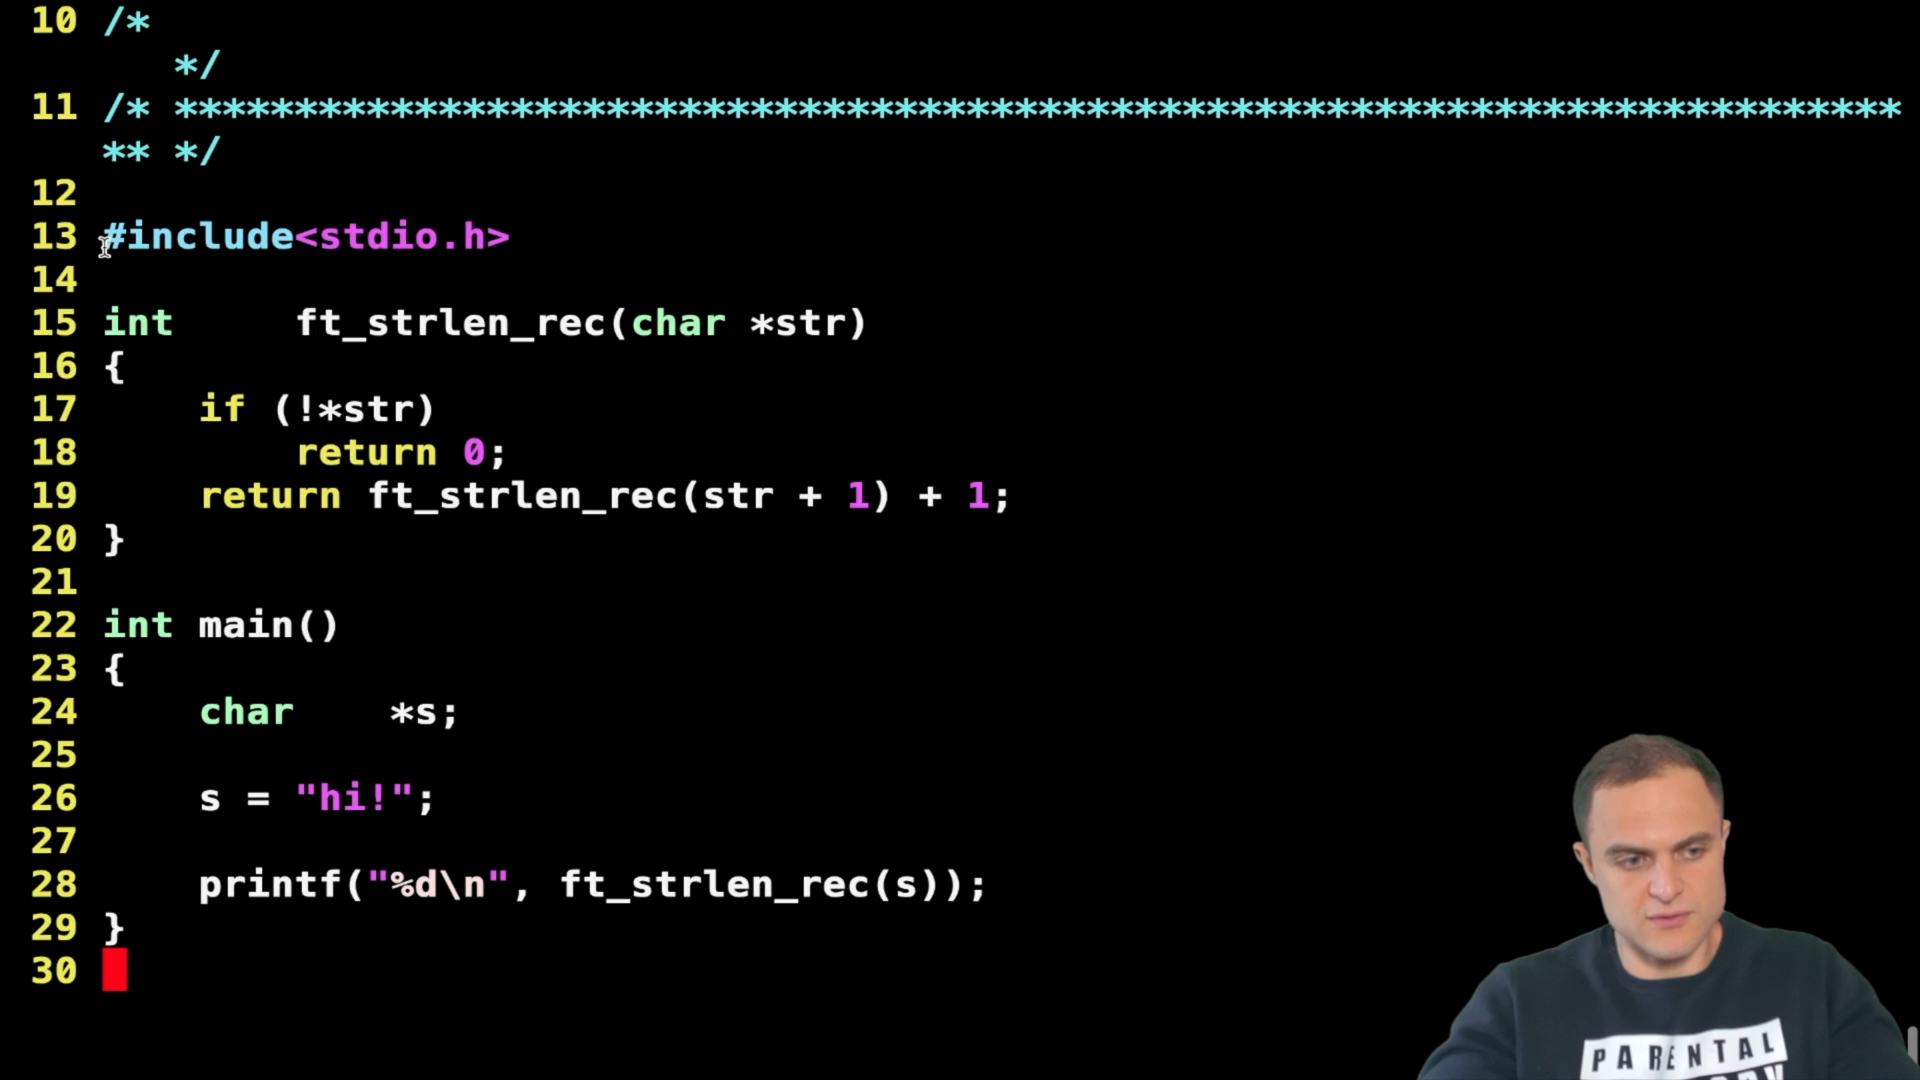 10 /*
*/
11 /* ************************************************************************
** */
12
13 #include<stdio.h>
14
15 int ft_strlen_rec(char *str)
16 {
17 if (!*str)
18 return 0;
19 return ft_strlen_rec(str + 1) + 1;
20 }
21
22 int main()
23 {
24 char *s;
25
26 s = "hi!";
27
28 printf("%d\n", ft_strlen_rec(s));
29 }
30
PARENTAL